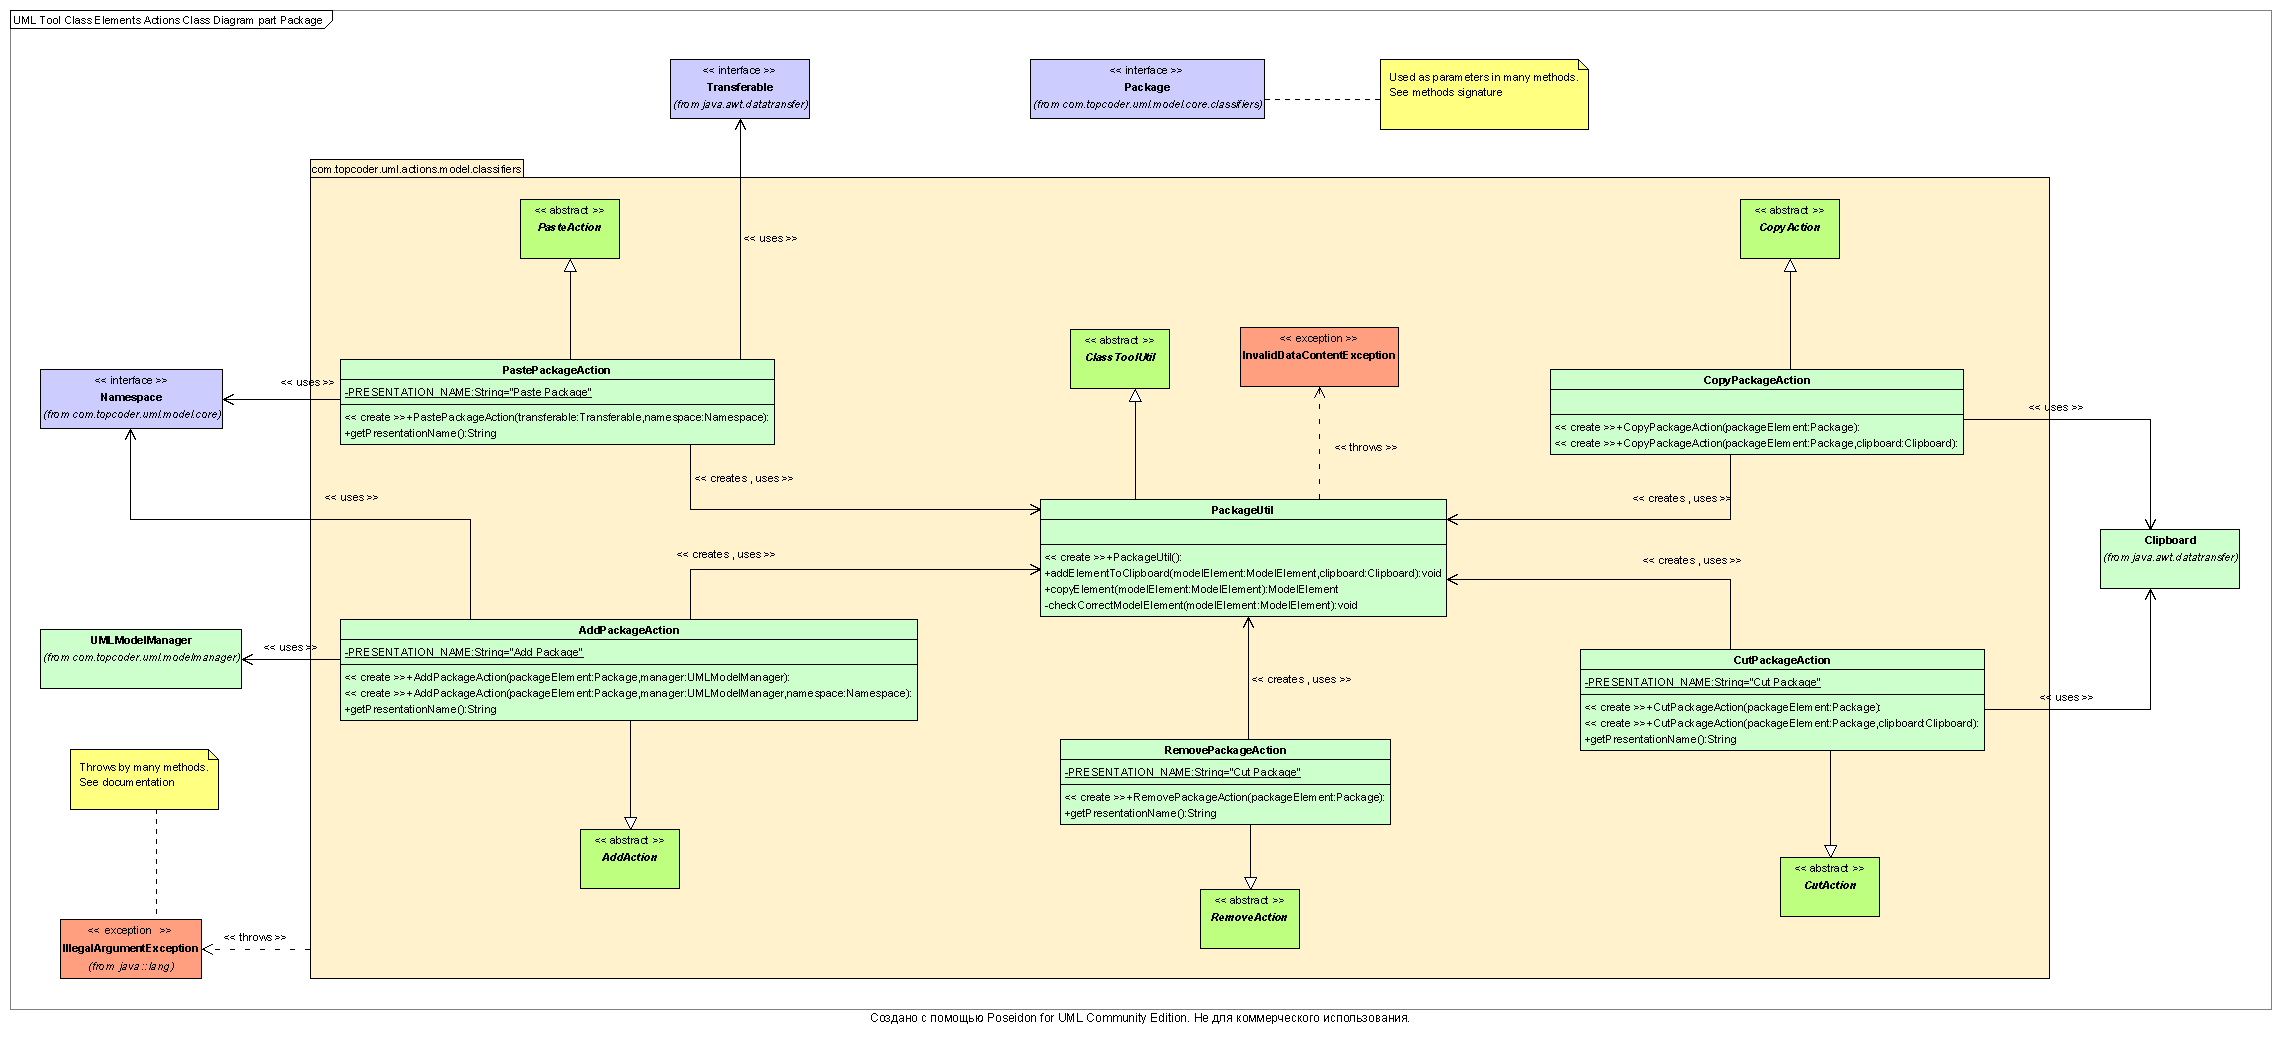 UML Tool Class Elements Actions Class Diagram part Package
<< interface >>
Transferable
(from java.awt.datatransfer)
<< interface >>
Package
(from com.topcoder.uml.model.core.classifiers)
Used as parameters in many methods.
See methods signature
com.topcoder.uml.actions.model.classifiers
<< abstract >>
PasteAction
<< uses >>
<< abstract >>
CopyAction
<< abstract >>
ClassToolUtil
<< exception >>
InvalidDataContentException
<< interface >>
Namespace
(from com.topcoder.uml.model.core)
<< uses >>
PastePackageAction
-PRESENTATION_NAME:String="Paste Package"
<< create >>+PastePackageAction(transferable:Transferable,namespace:Namespace):
+getPresentationName():String
CopyPackageAction
<< create >>+CopyPackageAction(packageElement:Package):
<< create >>+CopyPackageAction(packageElement:Package,clipboard:Clipboard):
<< uses >>
<< throws >>
<< creates , uses >>
<< uses >>
<< creates , uses >>
PackageUtil
<< create >>+PackageUtil():
+addElementToClipboard(modelElement:ModelElement,clipboard:Clipboard):void
+copyElement(modelElement:ModelElement):ModelElement
-checkCorrectModelElement(modelElement:ModelElement):void
Clipboard
(from java.awt.datatransfer)
<< creates , uses >>
<< creates , uses >>
UMLModelManager
(from com.topcoder.uml.modelmanager)
<< uses >>
AddPackageAction
-PRESENTATION_NAME:String="Add Package"
<< create >>+AddPackageAction(packageElement:Package,manager:UMLModelManager):
<< create >>+AddPackageAction(packageElement:Package,manager:UMLModelManager,namespace:Namespace):
+getPresentationName():String
<< creates , uses >>
CutPackageAction
-PRESENTATION_NAME:String="Cut Package"
<< create >>+CutPackageAction(packageElement:Package):
<< create >>+CutPackageAction(packageElement:Package,clipboard:Clipboard):
+getPresentationName():String
<< uses >>
Throws by many methods.
See documentation
RemovePackageAction
-PRESENTATION_NAME:String="Cut Package"
<< create >>+RemovePackageAction(packageElement:Package):
+getPresentationName():String
<< abstract >>
AddAction
<< abstract >>
CutAction
<< abstract >>
RemoveAction
<< exception >>
IllegalArgumentException
(from java::lang)
<< throws >>
Создано с помощью Poseidon for UML Community Edition. Не для коммерческого использования.